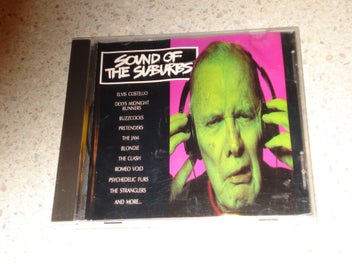 SOUND OF
THE SUBURBS
ELVIS COSTELLO
DEXYS MIDNIGHT
RUNNERS
BUZZCOCKS
PRETENDERS
THE JAM
BLONDIE
THE CLASH
ROMEO VOID
PSYCHEDELIC FURS
THE STRANGLERS
AND MORE...